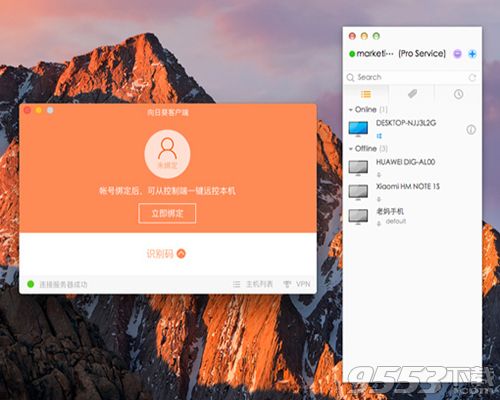 向日葵客户端
未绑定
帐号绑定后，可从控制端一键远控本机
立即绑定
识别码
连接服务器成功
主机列表
VPN
marketi··· (Pro Service)
Search
Online (1)
DESKTOP-NJJ3L2G
Offline (3)
HUAWEI DIG-AL00
Xiaomi HM NOTE 1S
老妈手机
default
9553下载